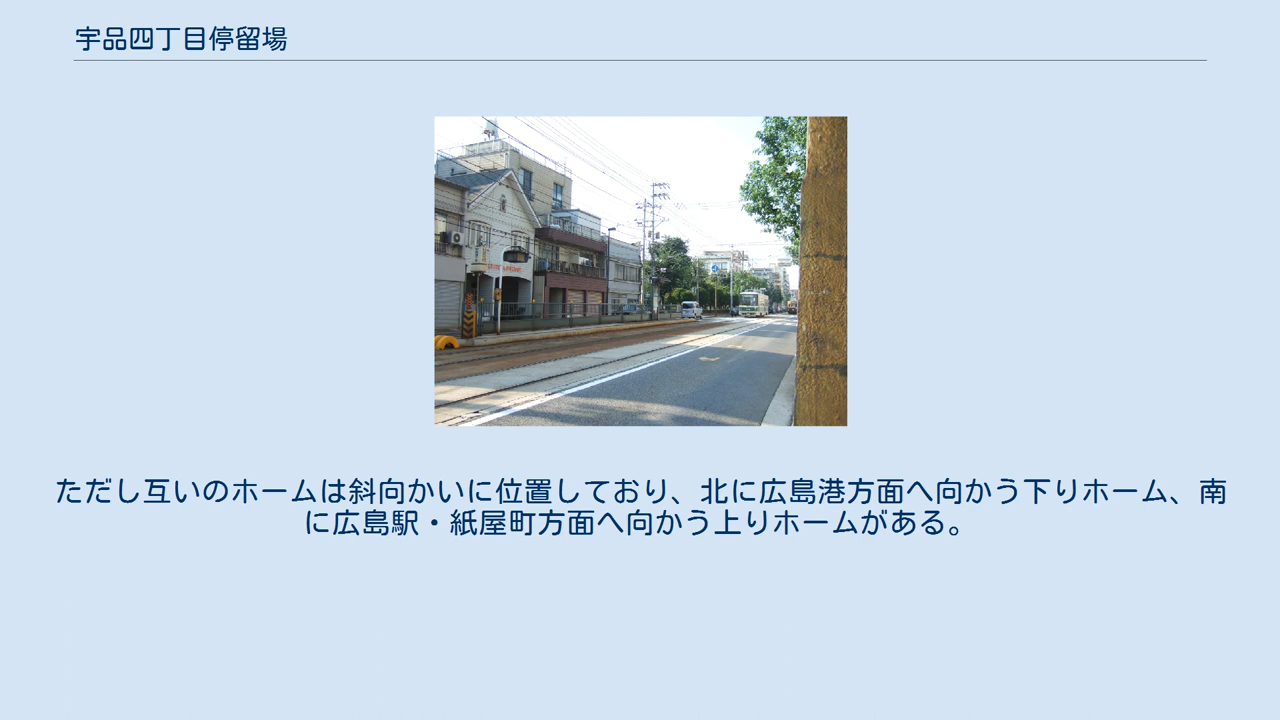 宇品四丁目停留場
ただし互いのホームは斜向かいに位置しており、北に広島港方面へ向かう下りホーム、南
に広島駅・紙屋町方面へ向かう上りホームがある。